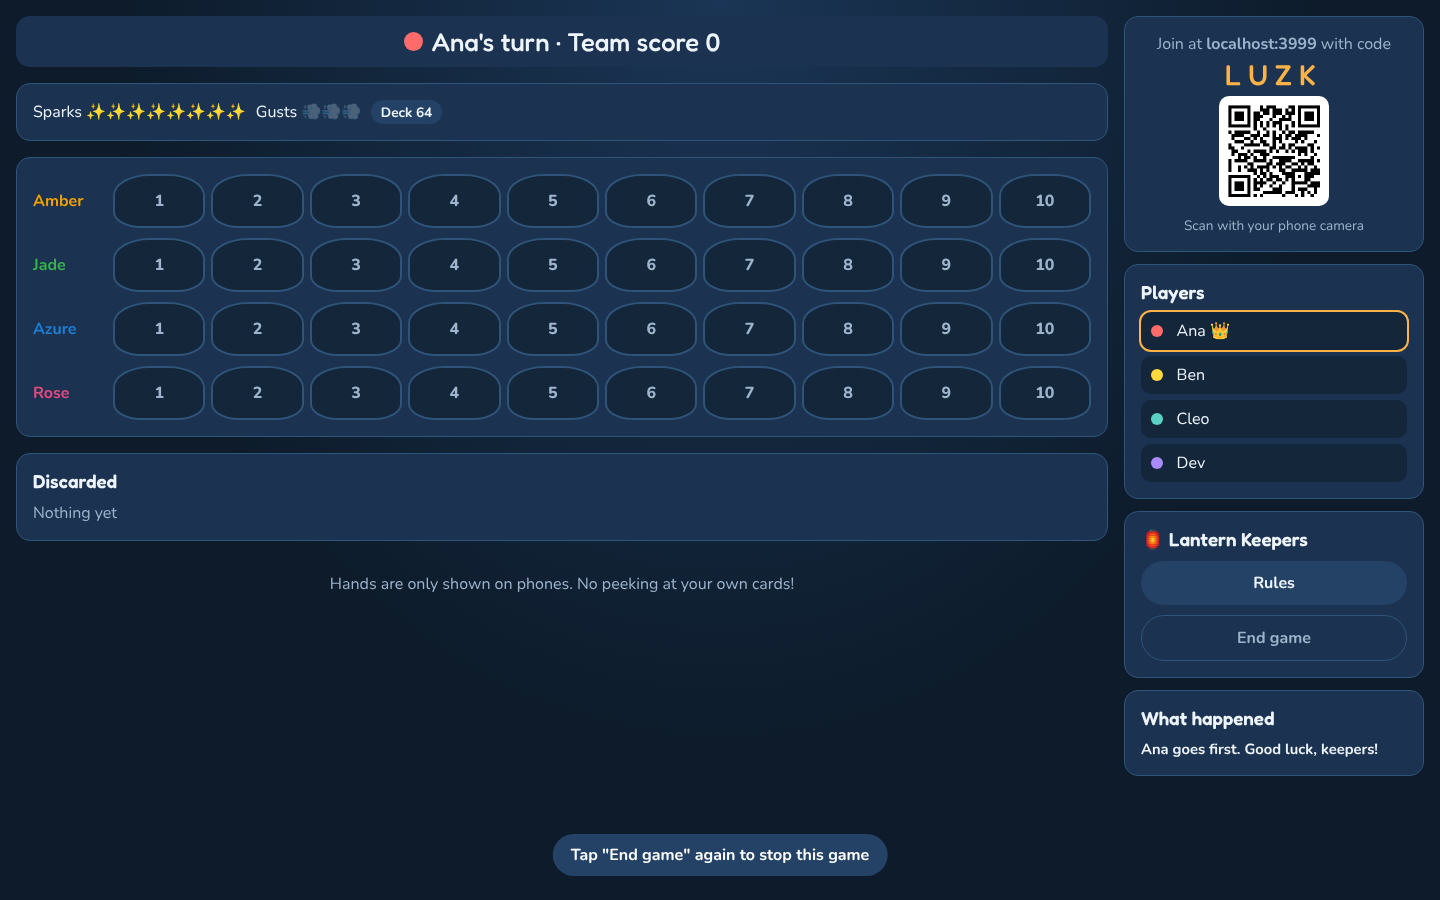 Ana's turn · Team score 0
Sparks ✨✨✨✨✨✨✨✨ Gusts 💨💨💨 Deck 64
Amber 1 2 3 4 5 6 7 8 9 10
Jade 1 2 3 4 5 6 7 8 9 10
Azure 1 2 3 4 5 6 7 8 9 10
Rose 1 2 3 4 5 6 7 8 9 10
Discarded
Nothing yet
Hands are only shown on phones. No peeking at your own cards!
Join at localhost:3999 with code
LUZK
Scan with your phone camera
Players
Ana 👑
Ben
Cleo
Dev
🏮 Lantern Keepers
Rules
End game
What happened
Ana goes first. Good luck, keepers!
Tap "End game" again to stop this game